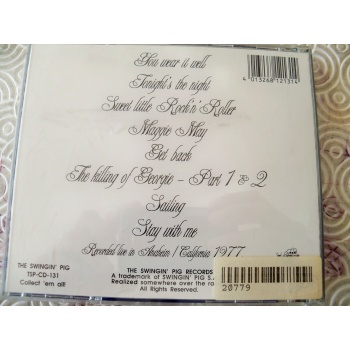 4 013268 121314
You wear it well
Tonight's the night
Sweet little Rock'n' Roller
Maggie May
Get back
The killing of Georgie - Part 1 & 2
Sailing
Stay with me
Recorded live in Anaheim / California 1977
THE SWINGIN' PIG
TSP-CD-131
Collect 'em all!
THE SWINGIN' PIG RECORDS
A trademark of SWINGIN' PIG S.A.
Realized somewhere over the ra
All Rights Reserved.
20779